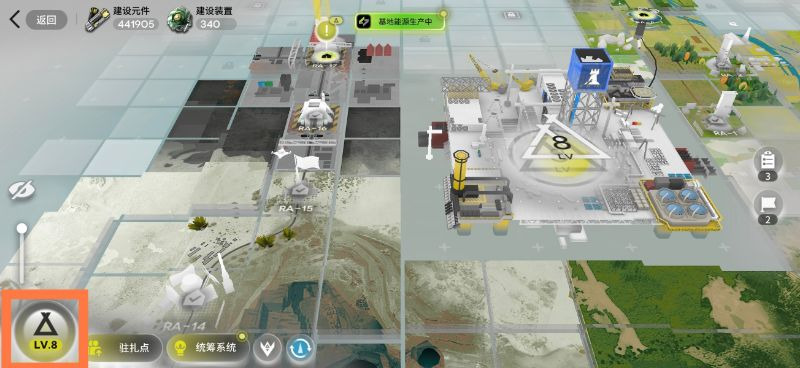 返回
建设元件
441905
建设装置
340
A
基地能源生产中
RA-17
RA-16
RA-15
RA-14
RA-1
8
LV
3
2
LV.8
驻扎点
统筹系统